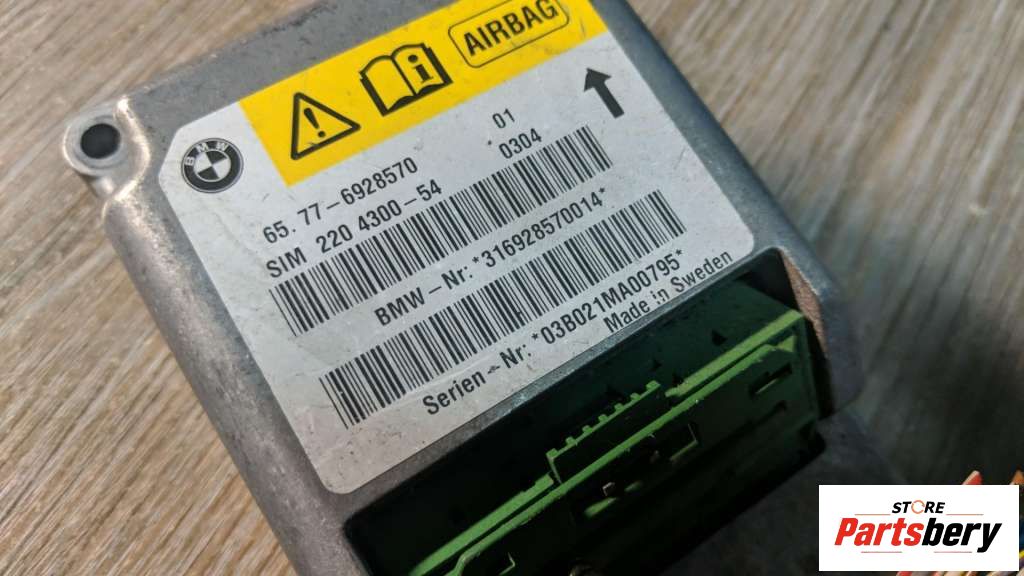 AIRBAG
BMW
65. 77-6928570 01
SIM 220 4300-54 0304
BMW-Nr: *316928570014*
Serien-Nr: *03B021MA00795*
Made in Sweden
STORE
Partsbery